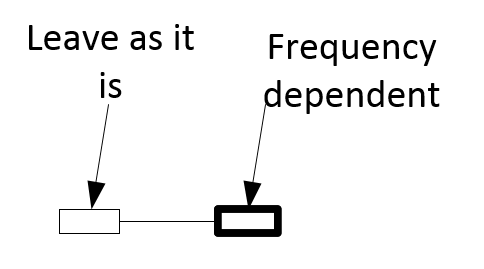 Leave as it
is
Frequency
dependent